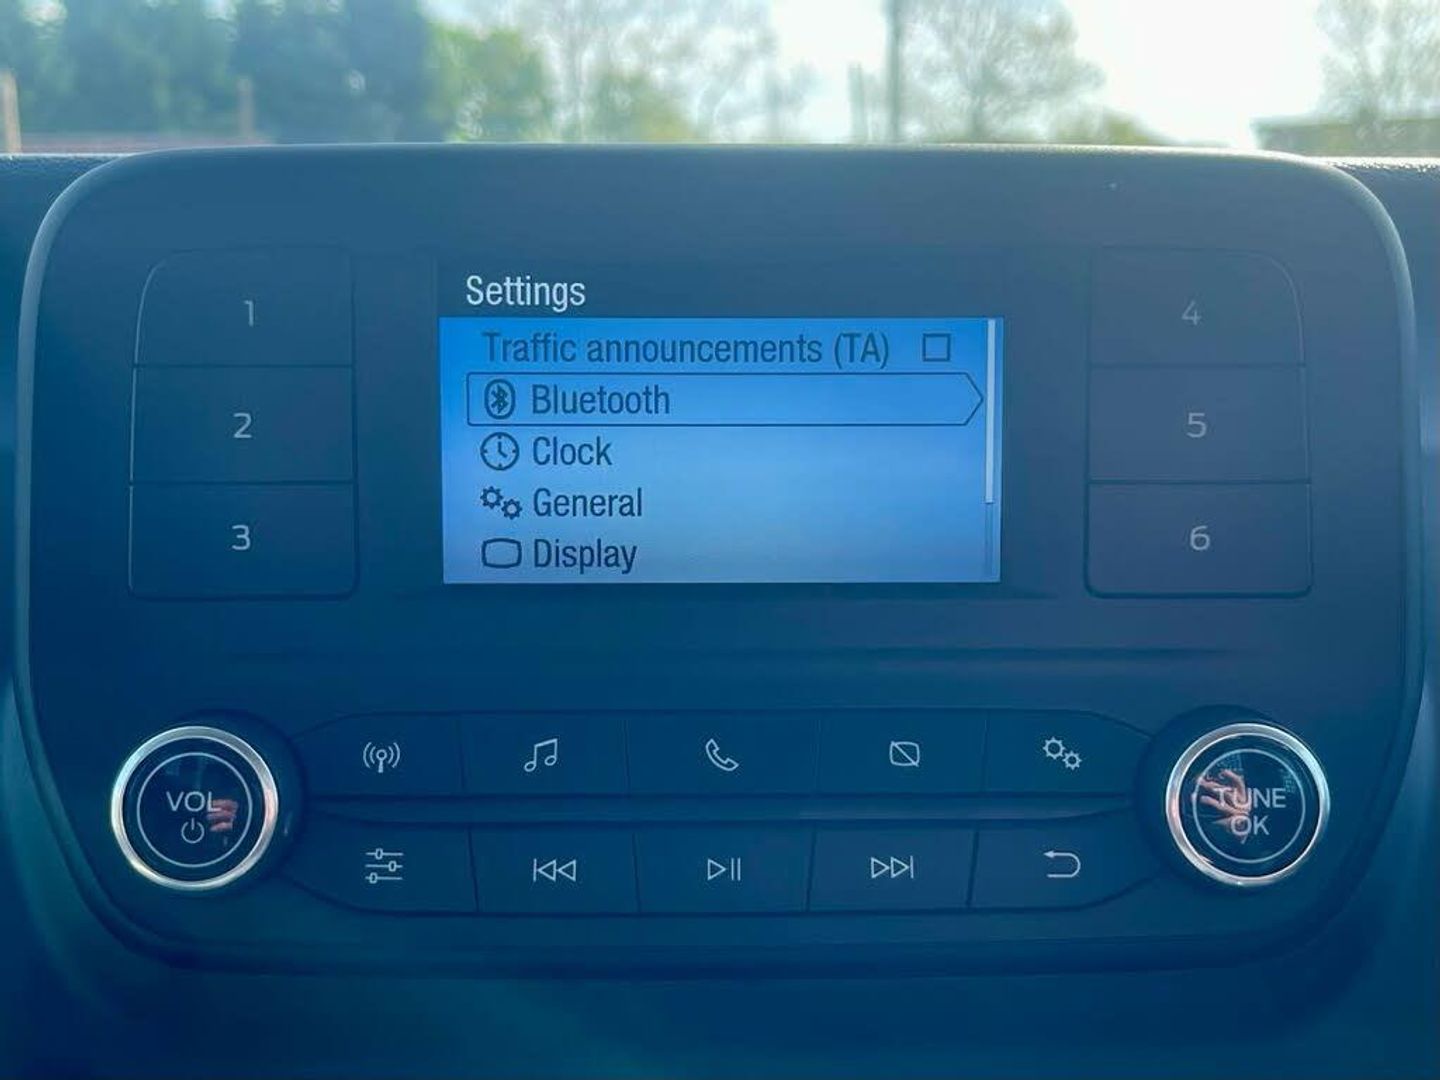 Settings
Traffic announcements (TA)
Bluetooth
Clock
General
Display
1
2
3
4
5
6
VOL
TUNE
OK